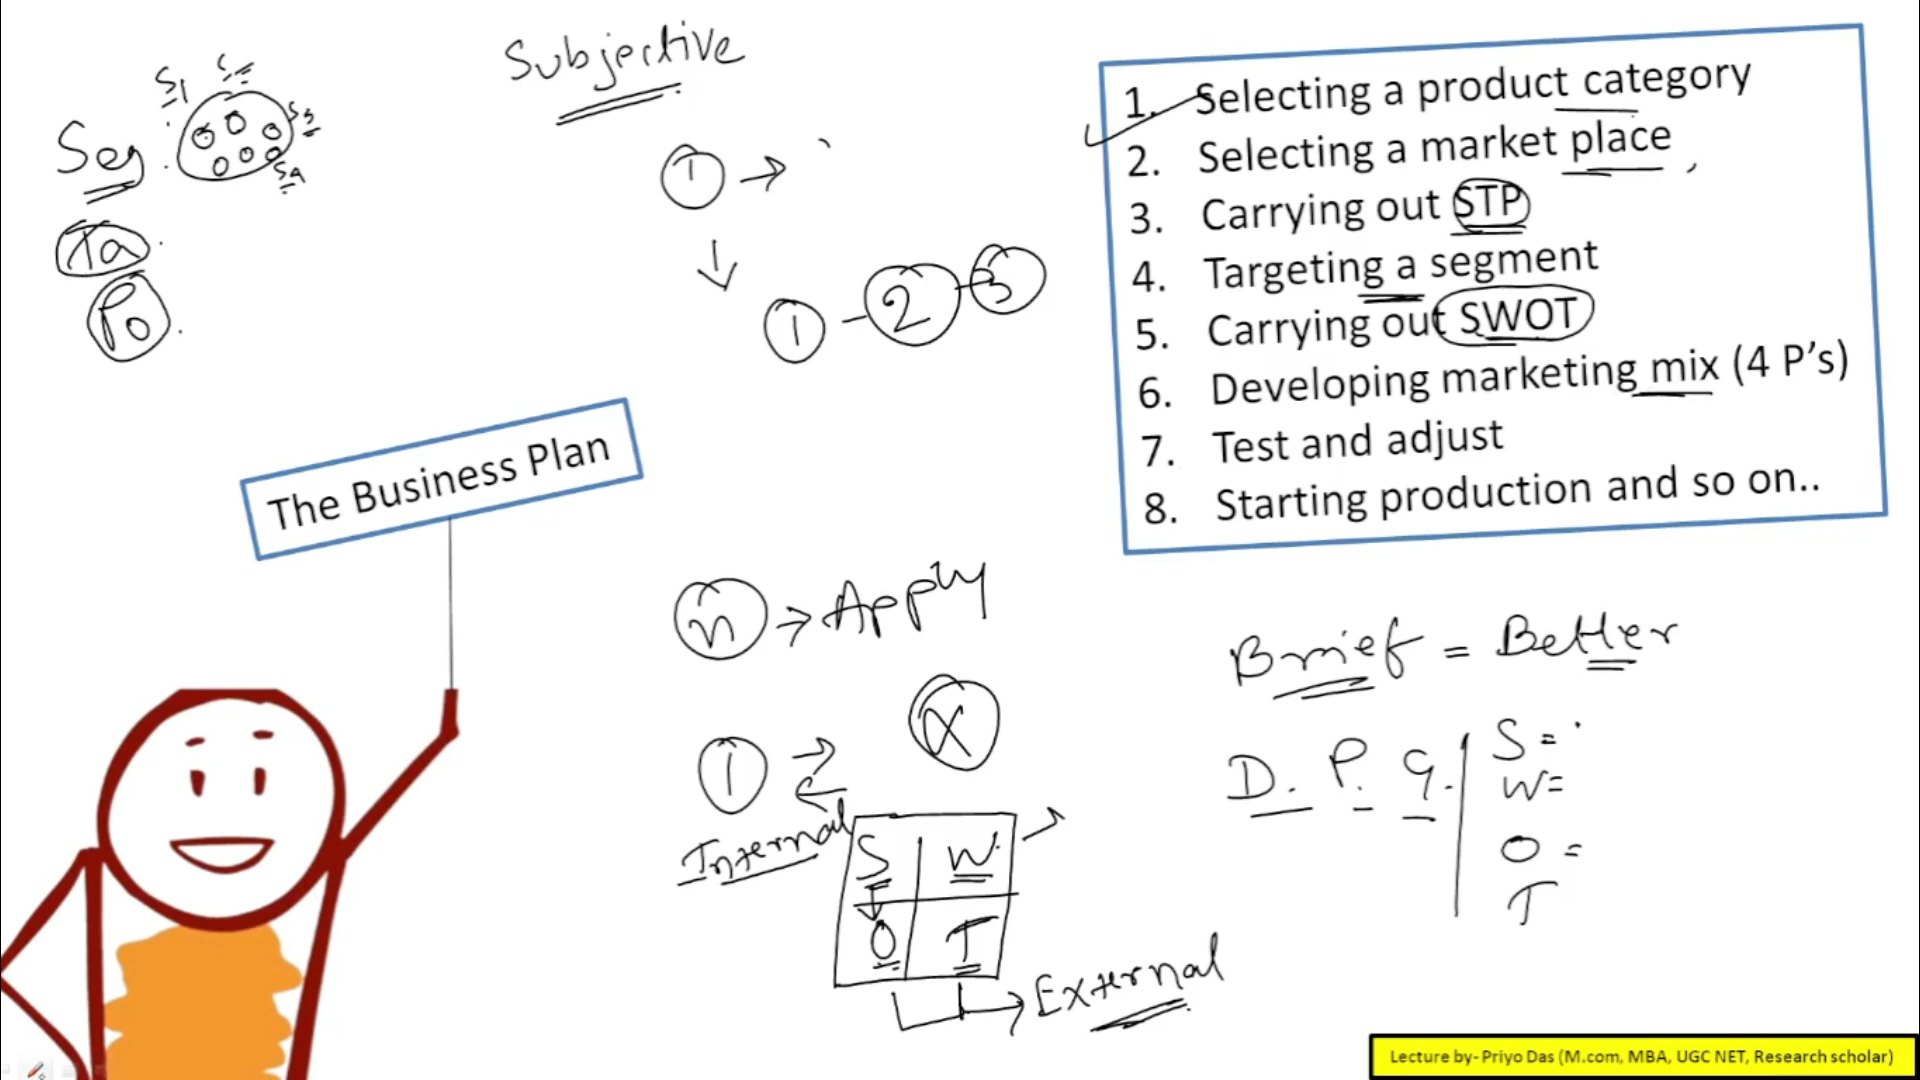 Subjective
S1
S3
S4
Seg
Ta
Po
1
1 - 2 - 3
1. Selecting a product category
2. Selecting a market place
3. Carrying out STP
4. Targeting a segment
5. Carrying out SWOT
6. Developing marketing mix (4 P's)
7. Test and adjust
8. Starting production and so on..
The Business Plan
n → Apply
Brief = Better
1
X
D. P. G.
S =
W =
O =
T
Internal
S W
O T
External
Lecture by- Priyo Das (M.com, MBA, UGC NET, Research scholar)